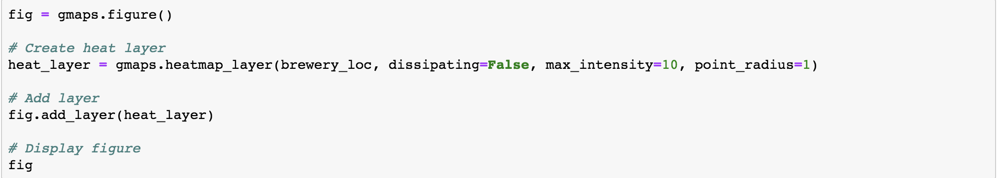 fig = gmaps.figure()
# Create heat layer
heat_layer = gmaps.heatmap_layer(brewery_loc, dissipating=False, max_intensity=10, point_radius=1)
# Add layer
fig.add_layer(heat_layer)
# Display figure
fig